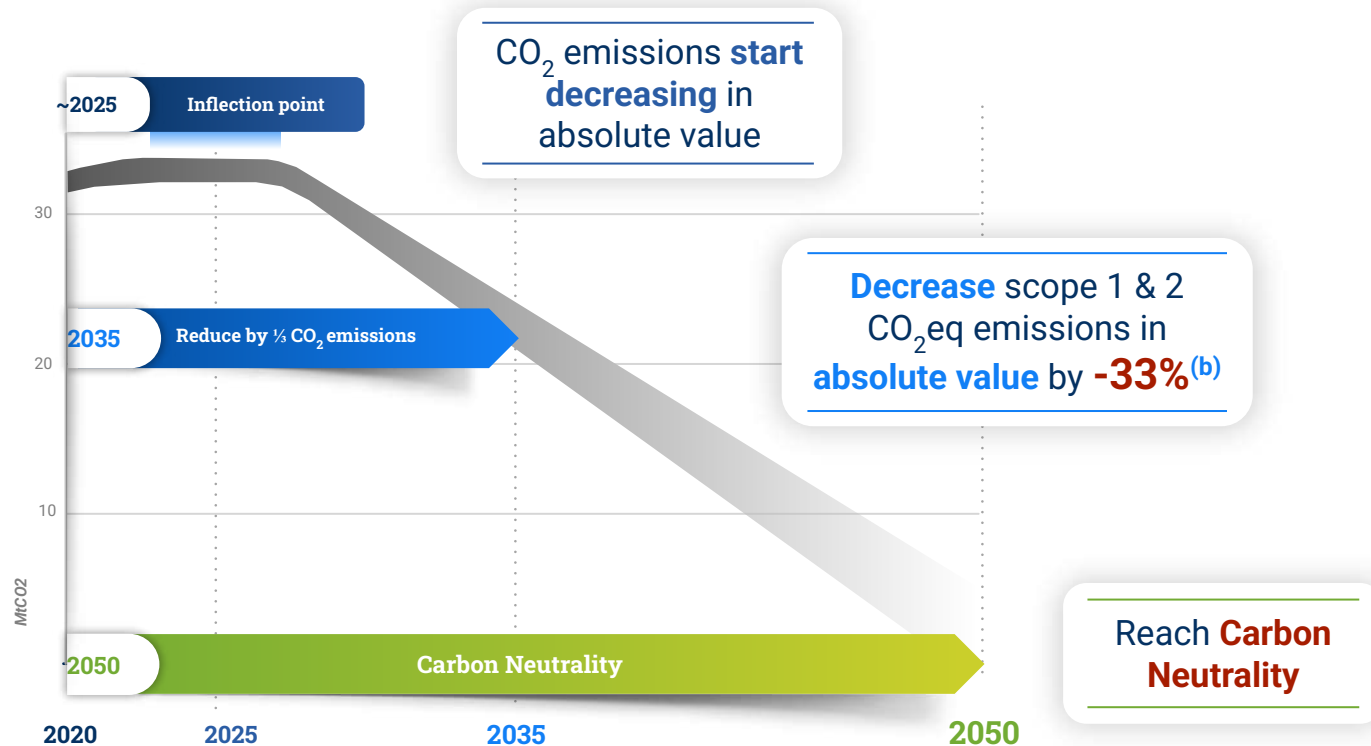 CO2 emissions start
decreasing in
absolute value
~2025
Inflection point
30
Decrease scope 1 & 2
CO2eq emissions in
absolute value by -33%(b)
2035
Reduce by ⅓ CO2 emissions
20
10
MtCO2
Reach Carbon
Neutrality
2050
Carbon Neutrality
2020
2025
2035
2050